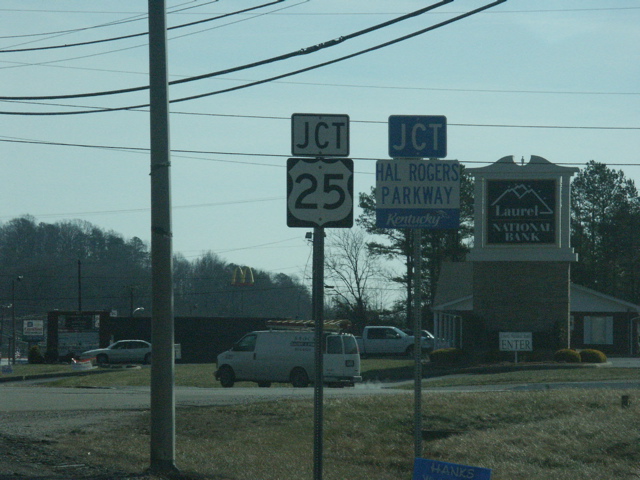 JCT
25
JCT
HAL ROGERS
PARKWAY
Kentucky
Laurel
NATIONAL
BANK
ENTER
HANKS